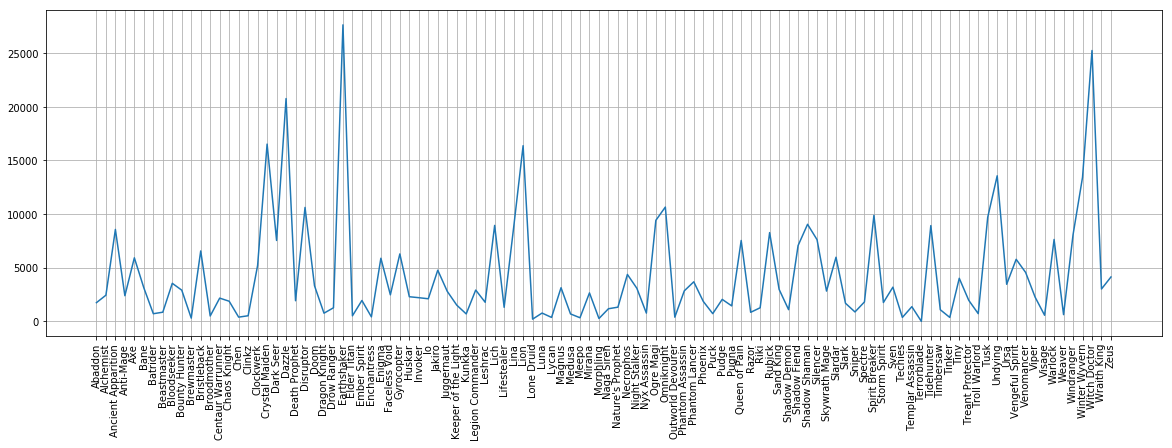 25000
20000
15000
10000
5000
0
Abaddon
Alchemist
Ancient Apparition
Anti-Mage
Axe
Bane
Batrider
Beastmaster
Bloodseeker
Bounty Hunter
Brewmaster
Bristleback
Broodmother
Centaur Warrunner
Chaos Knight
Chen
Clinkz
Clockwerk
Crystal Maiden
Dark Seer
Dazzle
Death Prophet
Disruptor
Doom
Dragon Knight
Drow Ranger
Earthshaker
Elder Titan
Ember Spirit
Enchantress
Enigma
Faceless Void
Gyrocopter
Huskar
Invoker
Io
Jakiro
Juggernaut
Keeper of the Light
Kunkka
Legion Commander
Leshrac
Lich
Lifestealer
Lina
Lion
Lone Druid
Luna
Lycan
Magnus
Medusa
Meepo
Mirana
Morphling
Naga Siren
Nature's Prophet
Necrophos
Night Stalker
Nyx Assassin
Ogre Magi
Omniknight
Outworld Devourer
Phantom Assassin
Phantom Lancer
Phoenix
Puck
Pudge
Pugna
Queen of Pain
Razor
Riki
Rubick
Sand King
Shadow Demon
Shadow Fiend
Shadow Shaman
Silencer
Skywrath Mage
Slardar
Slark
Sniper
Spectre
Spirit Breaker
Storm Spirit
Sven
Techies
Templar Assassin
Terrorblade
Tidehunter
Timbersaw
Tinker
Tiny
Treant Protector
Troll Warlord
Tusk
Undying
Ursa
Vengeful Spirit
Venomancer
Viper
Visage
Warlock
Weaver
Windranger
Winter Wyvern
Witch Doctor
Wraith King
Zeus